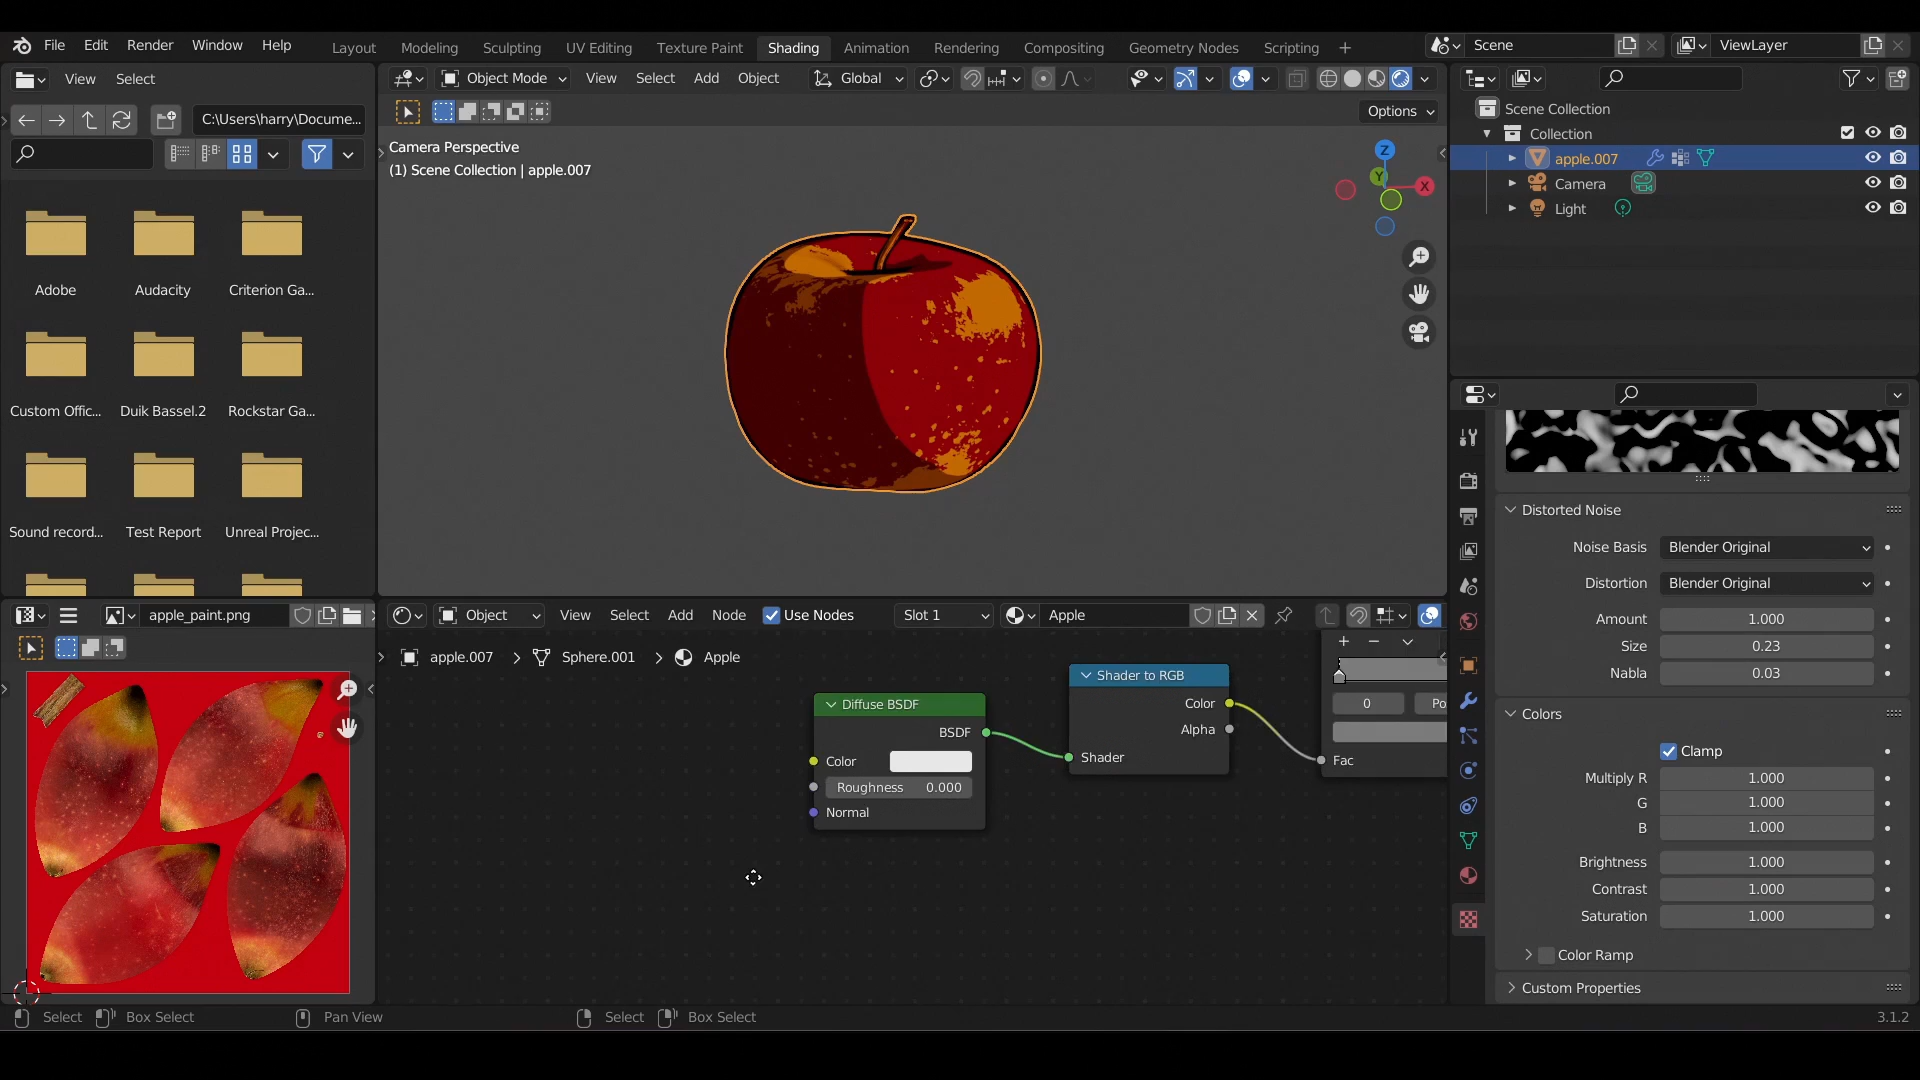 File Edit Render Window Help
Layout Modeling Sculpting UV Editing Texture Paint Shading Animation Rendering Compositing Geometry Nodes Scripting
Scene
ViewLayer
View Select
C:\Users\harry\Docume...
Adobe Audacity Criterion Ga...
Custom Offic... Duik Bassel.2 Rockstar Ga...
Sound record... Test Report Unreal Projec...
Object Mode View Select Add Object Global
Options
Camera Perspective
(1) Scene Collection | apple.007
Z
Y
X
Scene Collection
Collection
apple.007
Camera
Light
Distorted Noise
Noise Basis Blender Original
Distortion Blender Original
Amount 1.000
Size 0.23
Nabla 0.03
Colors
Clamp
Multiply R 1.000
G 1.000
B 1.000
Brightness 1.000
Contrast 1.000
Saturation 1.000
Color Ramp
Custom Properties
apple_paint.png
Object View Select Add Node Use Nodes Slot 1 Apple
apple.007 Sphere.001 Apple
Diffuse BSDF
BSDF
Color
Roughness 0.000
Normal
Shader to RGB
Color
Alpha
Shader
0 Po
Fac
Select Box Select Pan View Select Box Select
3.1.2